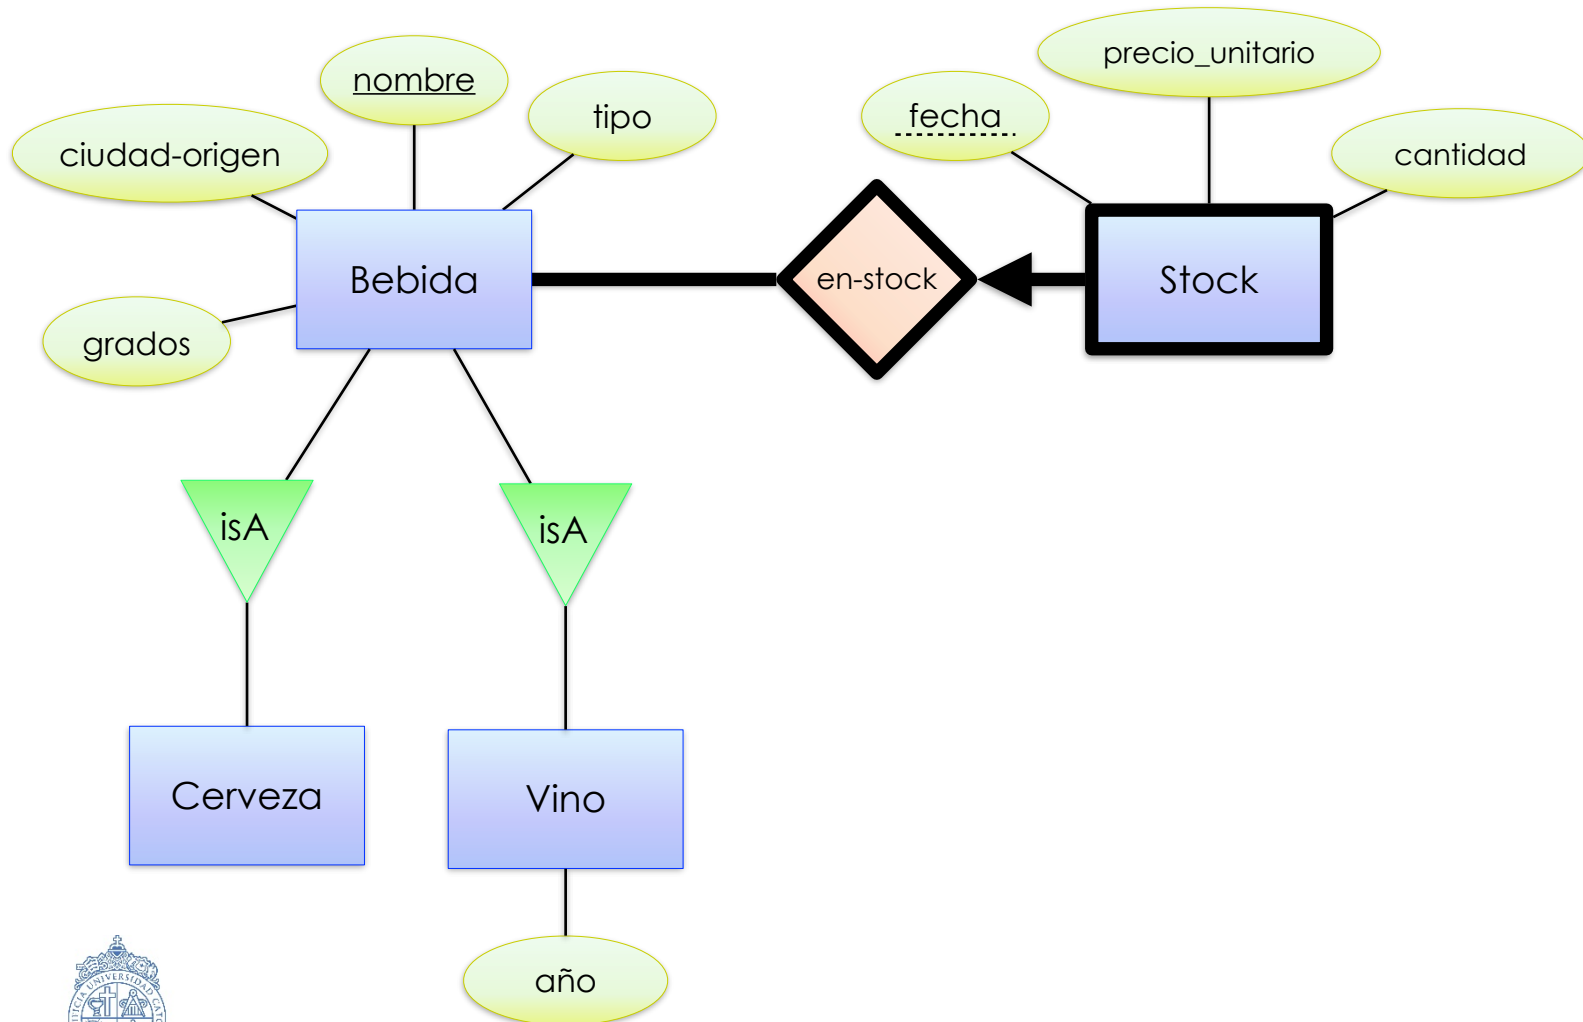 nombre
precio_unitario
tipo
fecha
ciudad-origen
cantidad
Bebida
en-stock
Stock
grados
isA
isA
Cerveza
Vino
año